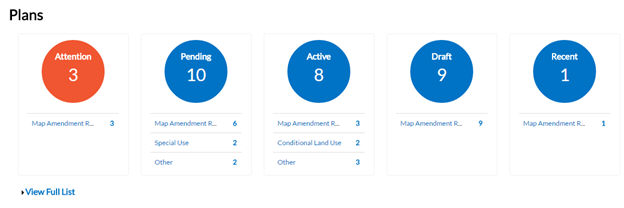 Plans
Attention
3
Map Amendment R... 3
Pending
10
Map Amendment R... 6
Special Use 2
Other 2
Active
8
Map Amendment R... 3
Conditional Land Use 2
Other 3
Draft
9
Map Amendment R... 9
Recent
1
Map Amendment R... 1
View Full List